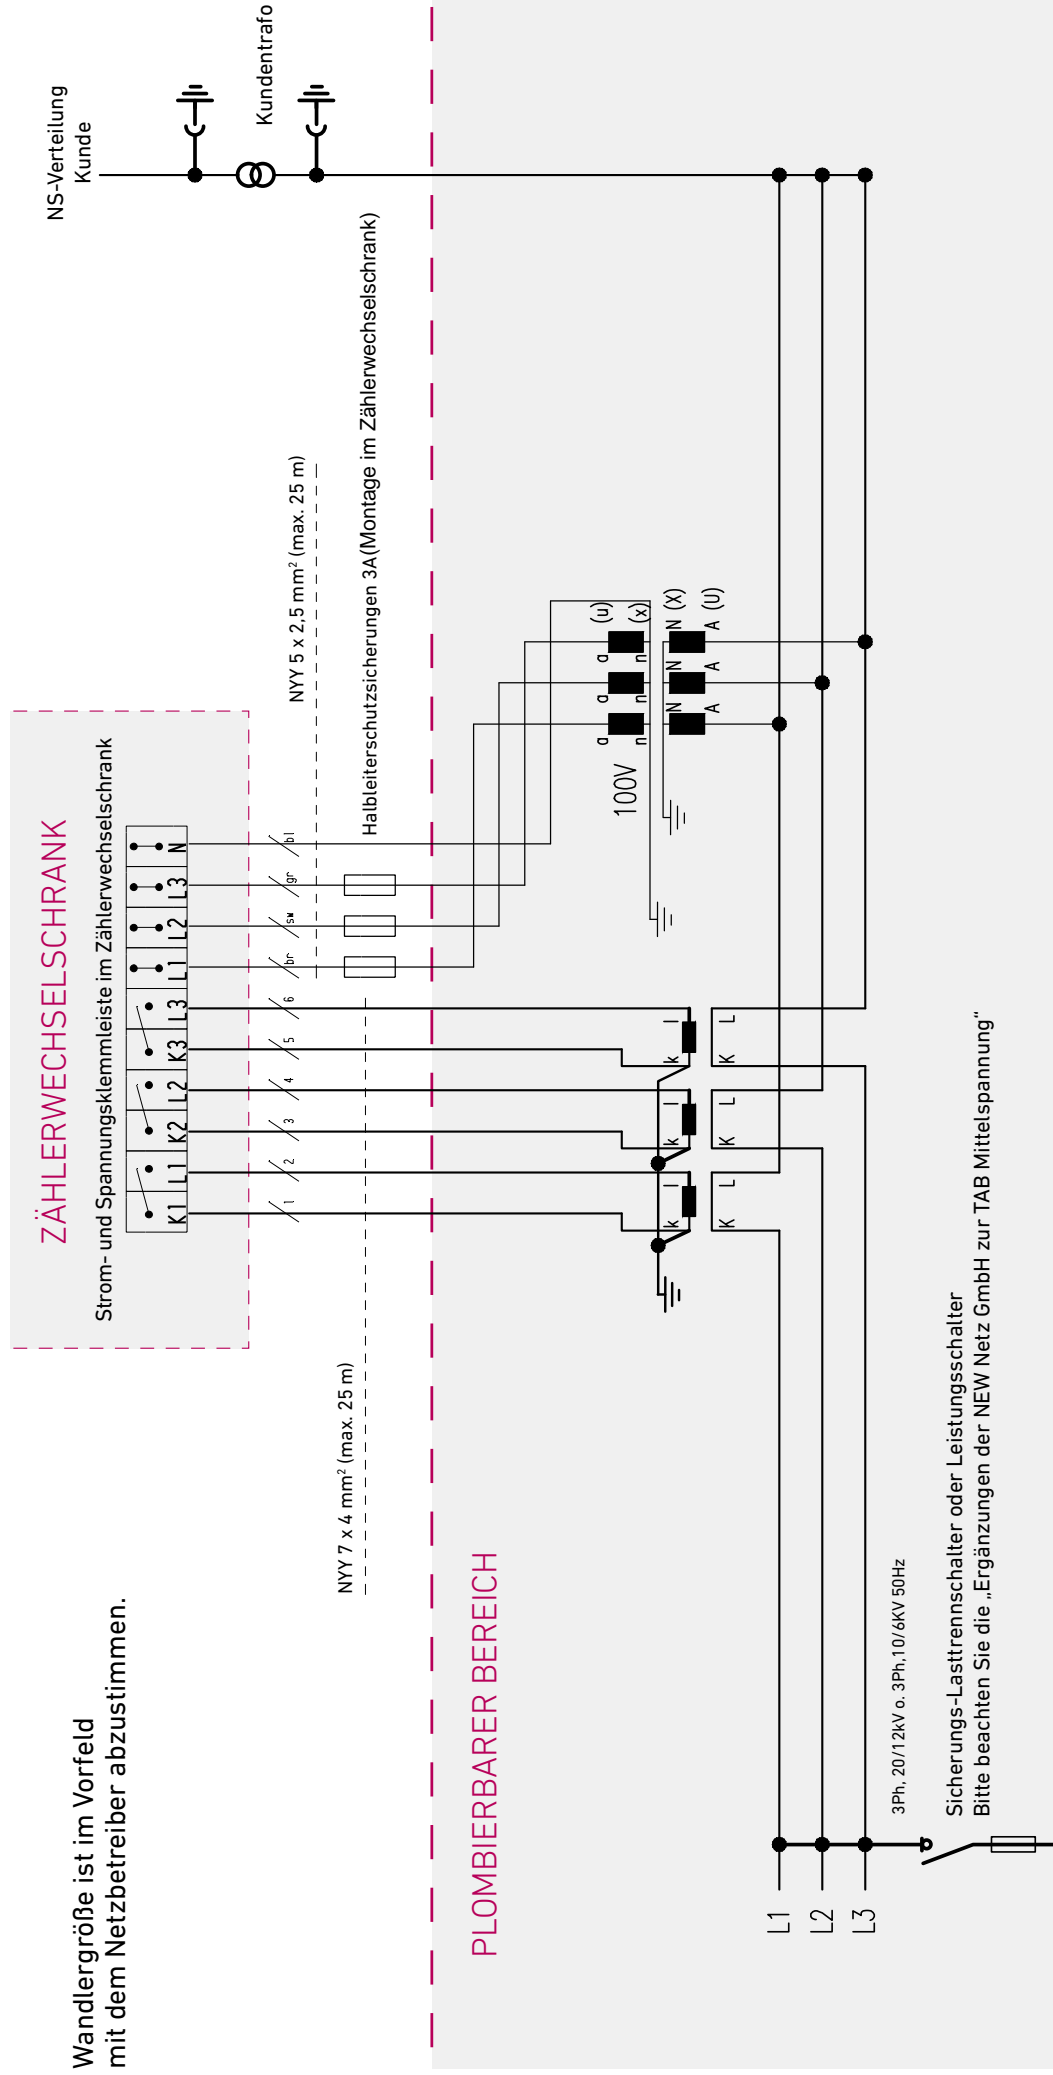 Wandlergröße ist im Vorfeld
mit dem Netzbetreiber abzustimmen.
ZÄHLERWECHSELSCHRANK
Strom- und Spannungsklemmleiste im Zählerwechselschrank
K1 L1 K2 L2 K3 L3 L1 L2 L3 N
1 2 3 4 5 6 br sw gr bl
NS-Verteilung
Kunde
Kundentrafo
NYY 5 x 2,5 mm² (max. 25 m)
NYY 7 x 4 mm² (max. 25 m)
Halbleiterschutzsicherungen 3A(Montage im Zählerwechselschrank)
PLOMBIERBARER BEREICH
100V
a a a (u)
n n n (x)
N N N (X)
A A A (U)
k l k l k l
K L K L K L
L1
L2
L3
3Ph, 20/12kV o. 3Ph,10/6KV 50Hz
Sicherungs-Lasttrennschalter oder Leistungsschalter
Bitte beachten Sie die „Ergänzungen der NEW Netz GmbH zur TAB Mittelspannung“